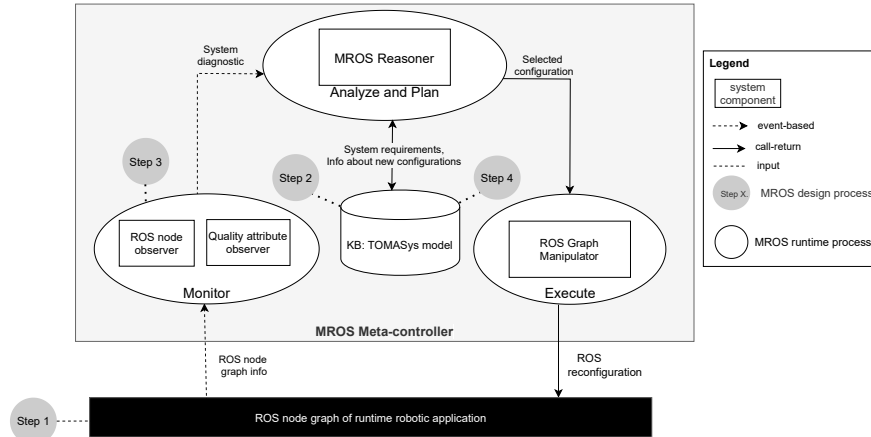 System
diagnostic
MROS Reasoner
Analyze and Plan
Selected
configuration
System requirements,
Info about new configurations
Step 3
Step 2
Step 4
ROS node
observer
Quality attribute
observer
Monitor
KB: TOMASys model
ROS Graph
Manipulator
Execute
MROS Meta-controller
ROS node
graph info
ROS
reconfiguration
Step 1
ROS node graph of runtime robotic application
Legend
system
component
event-based
call-return
input
Step X.
MROS design process
MROS runtime process